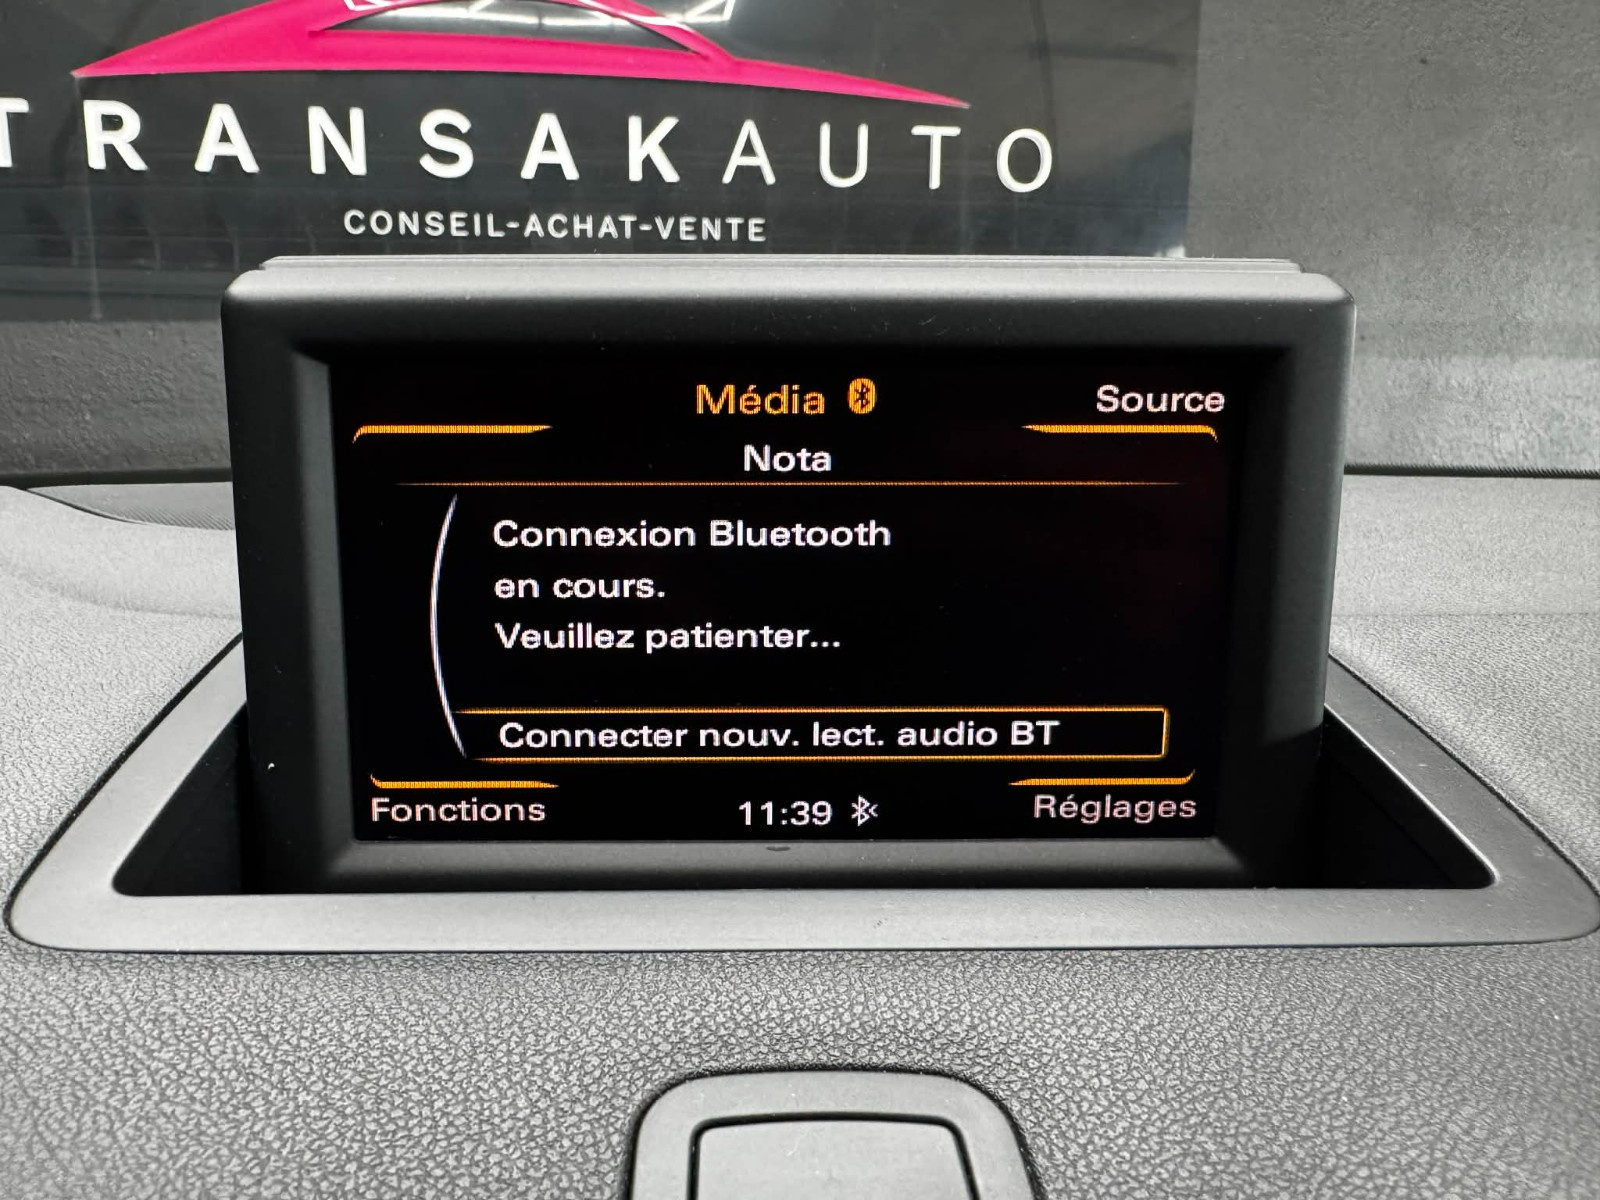 TRANSAKAUTO
CONSEIL-ACHAT-VENTE
Média
Source
Nota
Connexion Bluetooth
en cours.
Veuillez patienter...
Connecter nouv. lect. audio BT
Fonctions
11:39
Réglages